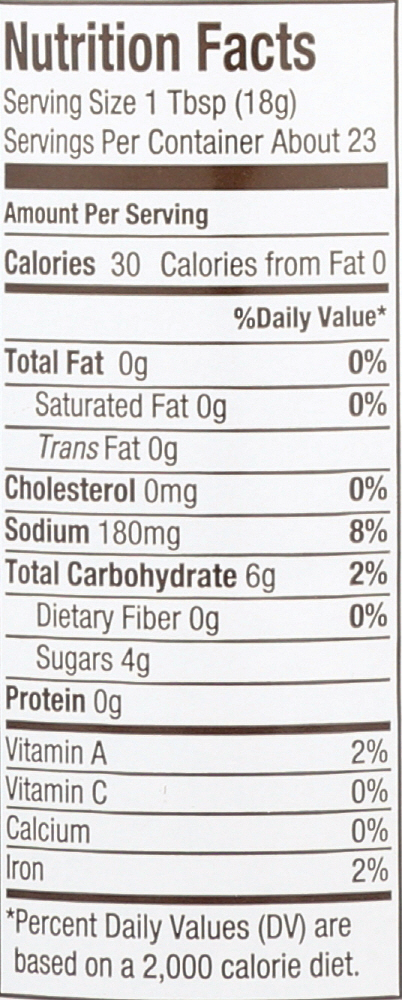 Nutrition Facts
Serving Size 1 Tbsp (18g)
Servings Per Container About 23
Amount Per Serving
Calories 30 Calories from Fat 0
%Daily Value*
Total Fat 0g 0%
Saturated Fat 0g 0%
Trans Fat 0g
Cholesterol 0mg 0%
Sodium 180mg 8%
Total Carbohydrate 6g 2%
Dietary Fiber 0g 0%
Sugars 4g
Protein 0g
Vitamin A 2%
Vitamin C 0%
Calcium 0%
Iron 2%
*Percent Daily Values (DV) are
based on a 2,000 calorie diet.